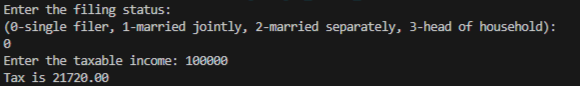 Enter the filing status:
(0-single filer, 1-married jointly, 2-married separately, 3-head of household):
0
Enter the taxable income: 100000
Tax is 21720.00